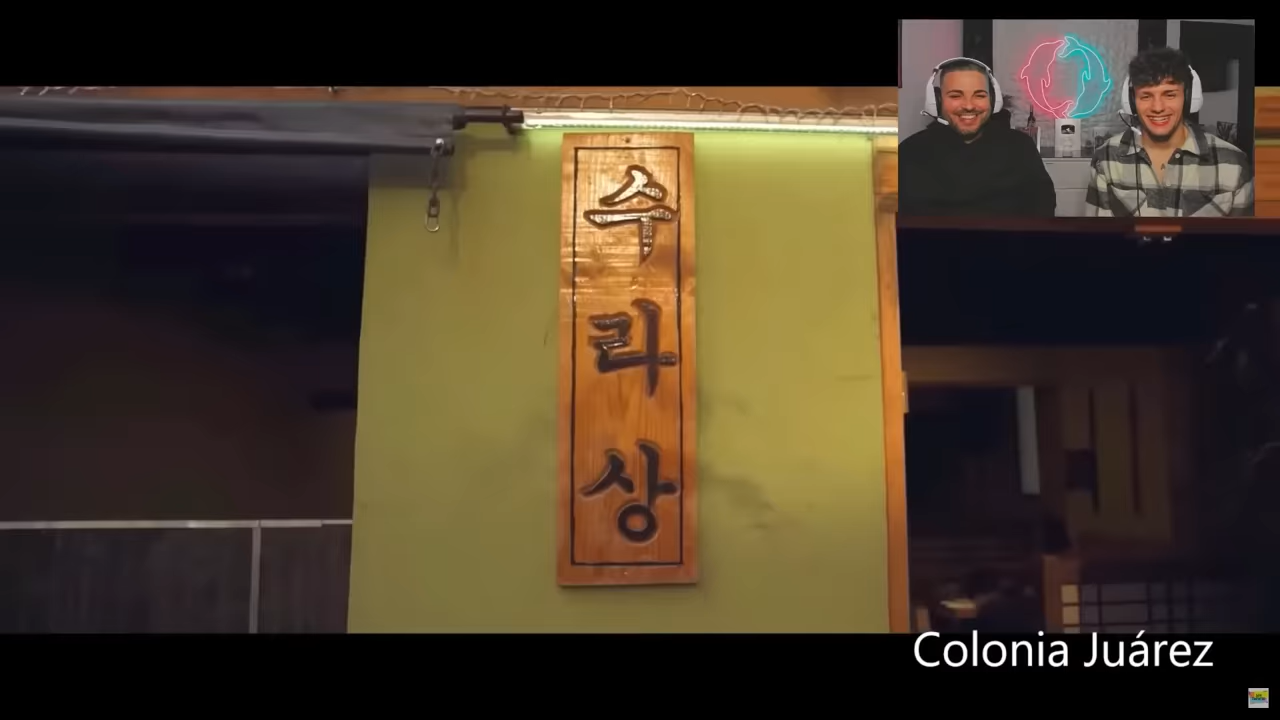 수
라
상
Colonia Juárez